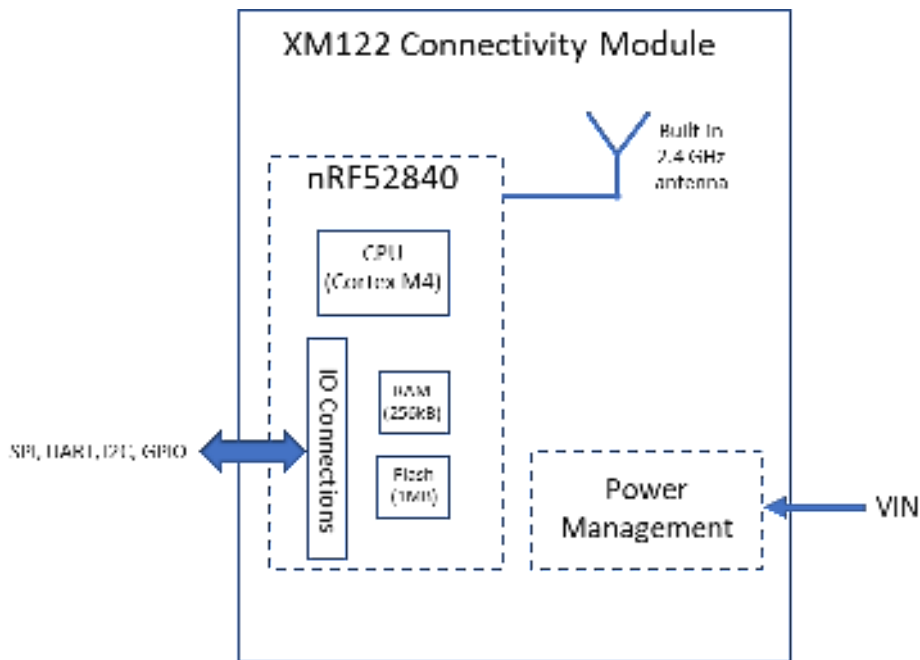 XM122 Connectivity Module
Built In
2.4 GHz
antenna
nRF52840
CPU
(Cortex M4)
IO Connections
RAM
(256kB)
Flash
(1MB)
SPI, UART, I2C, GPIO
Power
Management
VIN